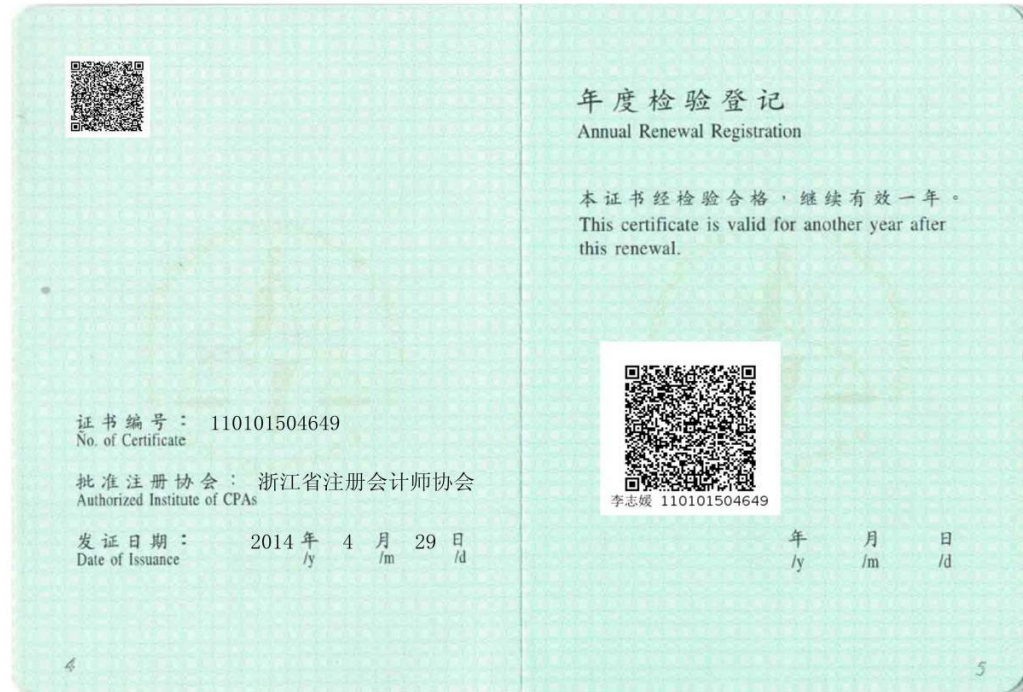 证书编号：110101504649
No. of Certificate
批准注册协会：浙江省注册会计师协会
Authorized Institute of CPAs
发证日期：2014 年 4 月 29 日
Date of Issuance /y /m /d
4
年度检验登记
Annual Renewal Registration
本证书经检验合格，继续有效一年。
This certificate is valid for another year after
this renewal.
李志媛 110101504649
年 月 日
/y /m /d
5